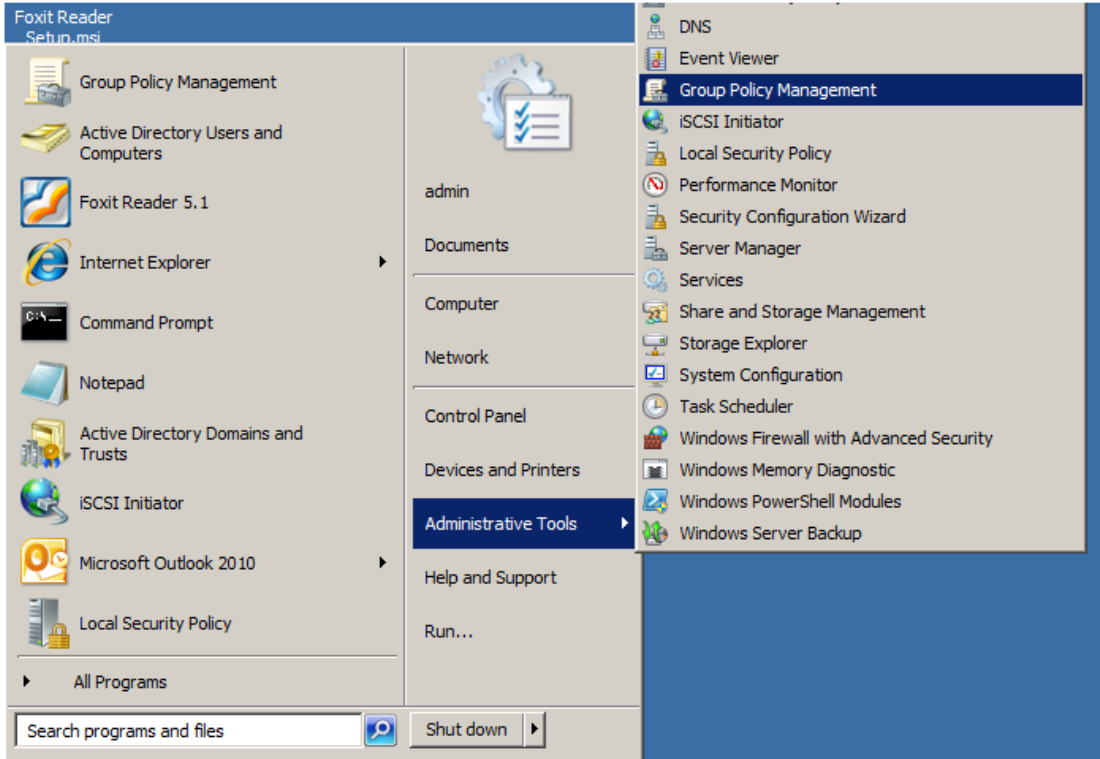 Foxit Reader
Setup.msi
Group Policy Management
Active Directory Users and
Computers
Foxit Reader 5.1
Internet Explorer
Command Prompt
Notepad
Active Directory Domains and
Trusts
iSCSI Initiator
Microsoft Outlook 2010
Local Security Policy
All Programs
Search programs and files
admin
Documents
Computer
Network
Control Panel
Devices and Printers
Administrative Tools
Help and Support
Run...
Shut down
DNS
Event Viewer
Group Policy Management
iSCSI Initiator
Local Security Policy
Performance Monitor
Security Configuration Wizard
Server Manager
Services
Share and Storage Management
Storage Explorer
System Configuration
Task Scheduler
Windows Firewall with Advanced Security
Windows Memory Diagnostic
Windows PowerShell Modules
Windows Server Backup